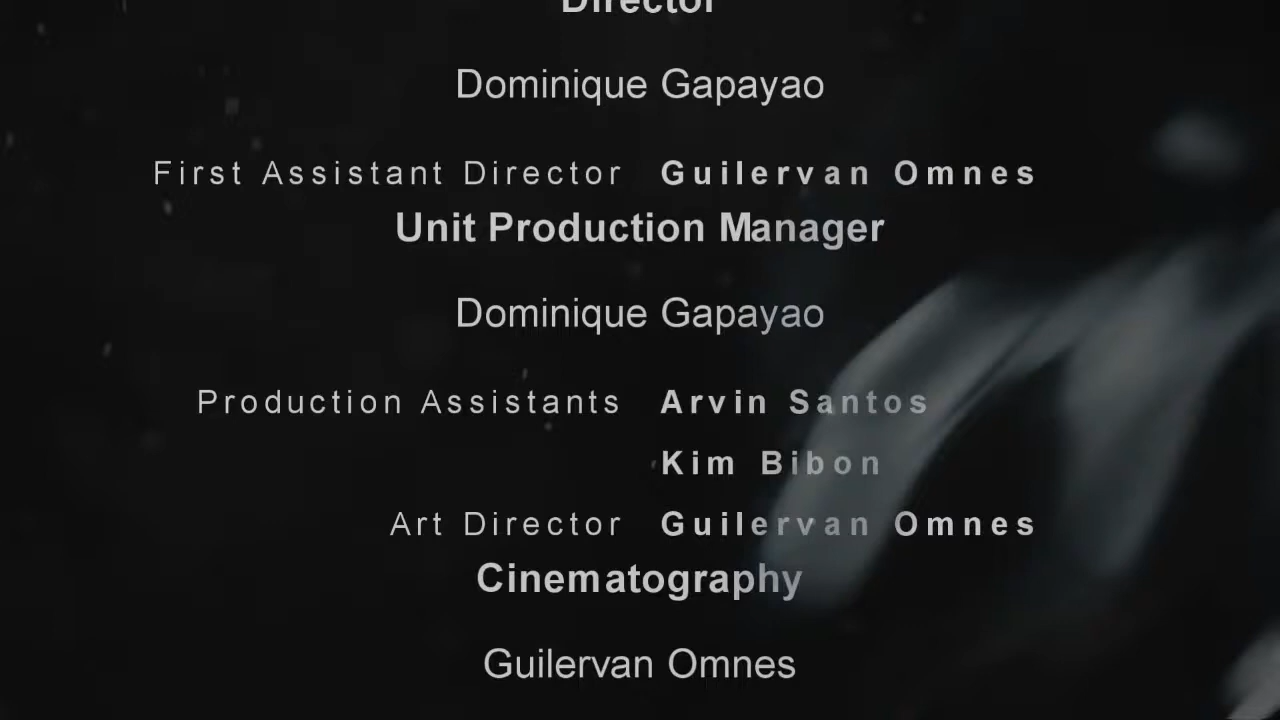 Director
Dominique Gapayao
First Assistant Director Guilervan Omnes
Unit Production Manager
Dominique Gapayao
Production Assistants Arvin Santos
Kim Bibon
Art Director Guilervan Omnes
Cinematography
Guilervan Omnes